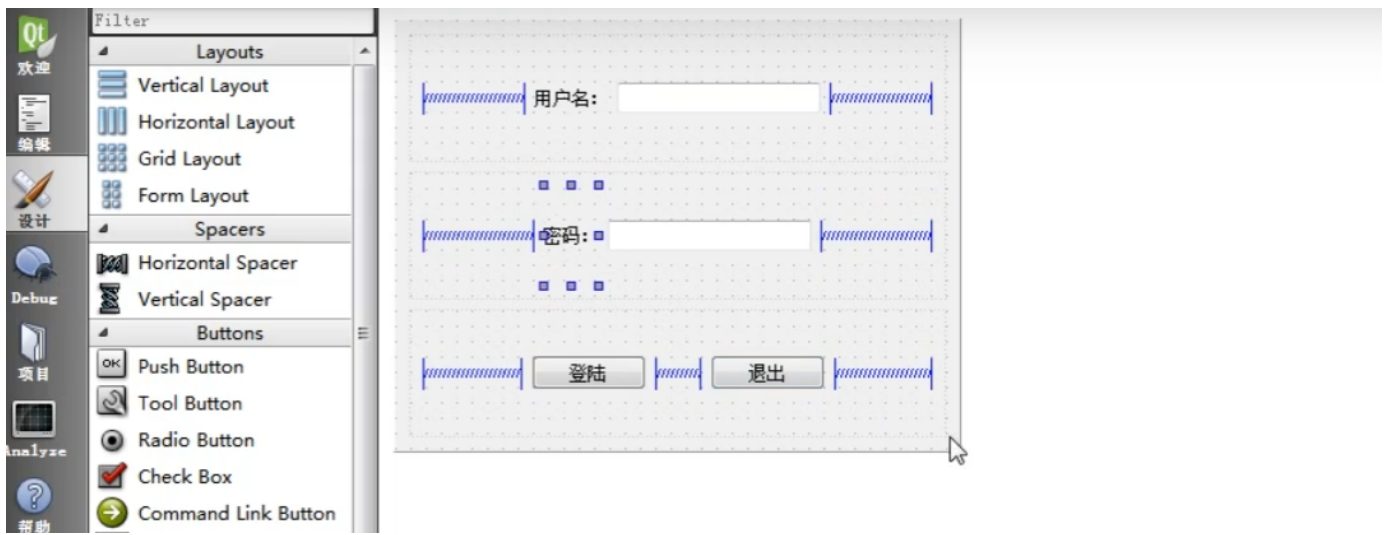 Qt
欢迎
编辑
设计
Debug
项目
Analyze
帮助
Filter
Layouts
Vertical Layout
Horizontal Layout
Grid Layout
Form Layout
Spacers
Horizontal Spacer
Vertical Spacer
Buttons
OK Push Button
Tool Button
Radio Button
Check Box
Command Link Button
用户名:
密码:
登陆 退出